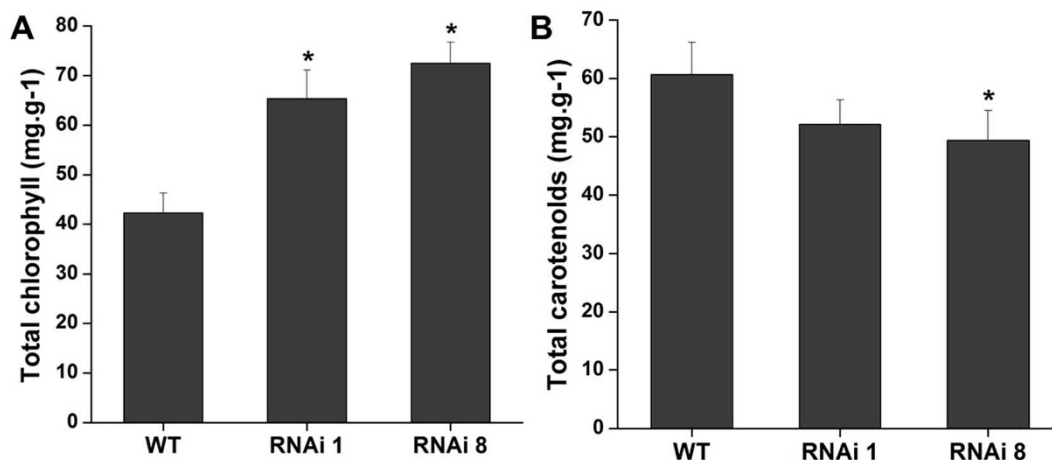 A
Total chlorophyll (mg.g-1)
80
70
60
50
40
30
20
10
0
*
*
WT
RNAi 1
RNAi 8
B
Total carotenolds (mg.g-1)
70
60
50
40
30
20
10
0
*
WT
RNAi 1
RNAi 8